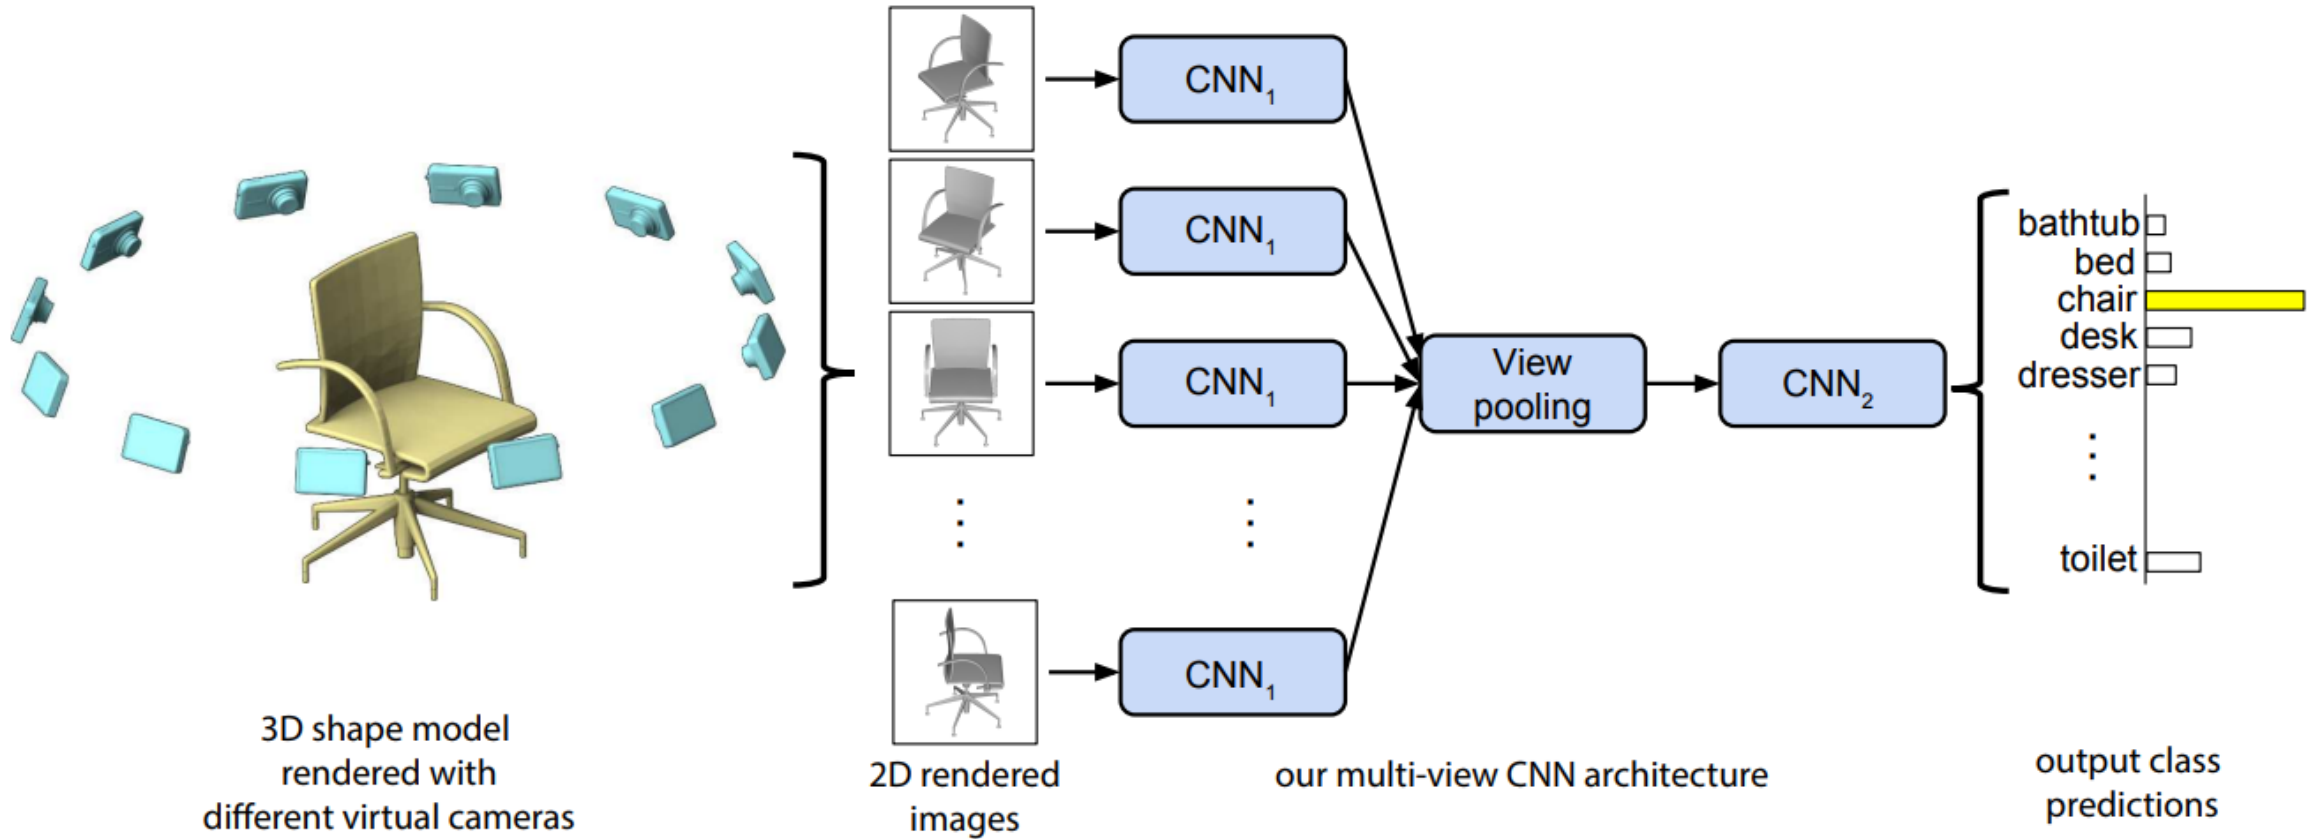 CNN₁
CNN₁
CNN₁
CNN₁
View
pooling
CNN₂
bathtub
bed
chair
desk
dresser
toilet
3D shape model
rendered with
different virtual cameras
2D rendered
images
our multi-view CNN architecture
output class
predictions